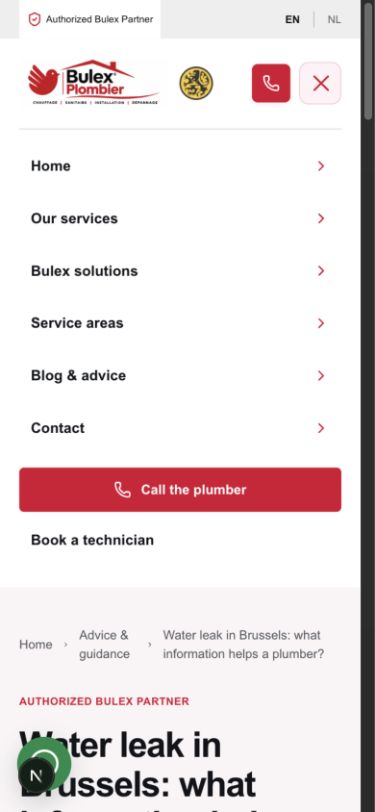 Authorized Bulex Partner
EN
NL
Bulex
Plombier
CHAUFFAGE | SANITAIRE | INSTALLATION | DÉPANNAGE
Home
Our services
Bulex solutions
Service areas
Blog & advice
Contact
Call the plumber
Book a technician
Home › Advice & guidance › Water leak in Brussels: what information helps a plumber?
AUTHORIZED BULEX PARTNER
Water leak in
Brussels: what
N